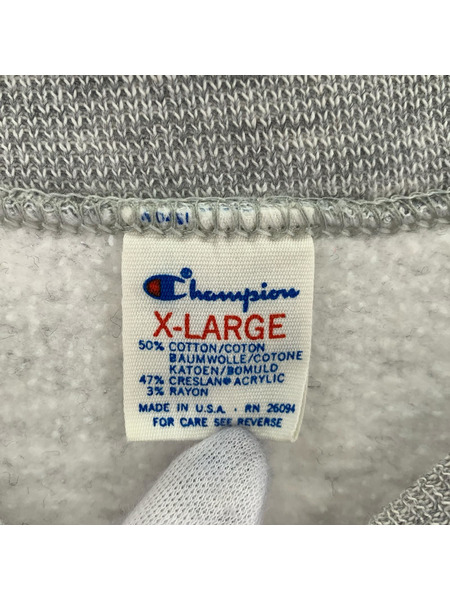 Champion
X-LARGE
50% COTTON/COTON
BAUMWOLLE/COTONE
KATOEN/BOMULD
47% CRESLAN® ACRYLIC
3% RAYON
MADE IN U.S.A. · RN 26094
FOR CARE SEE REVERSE